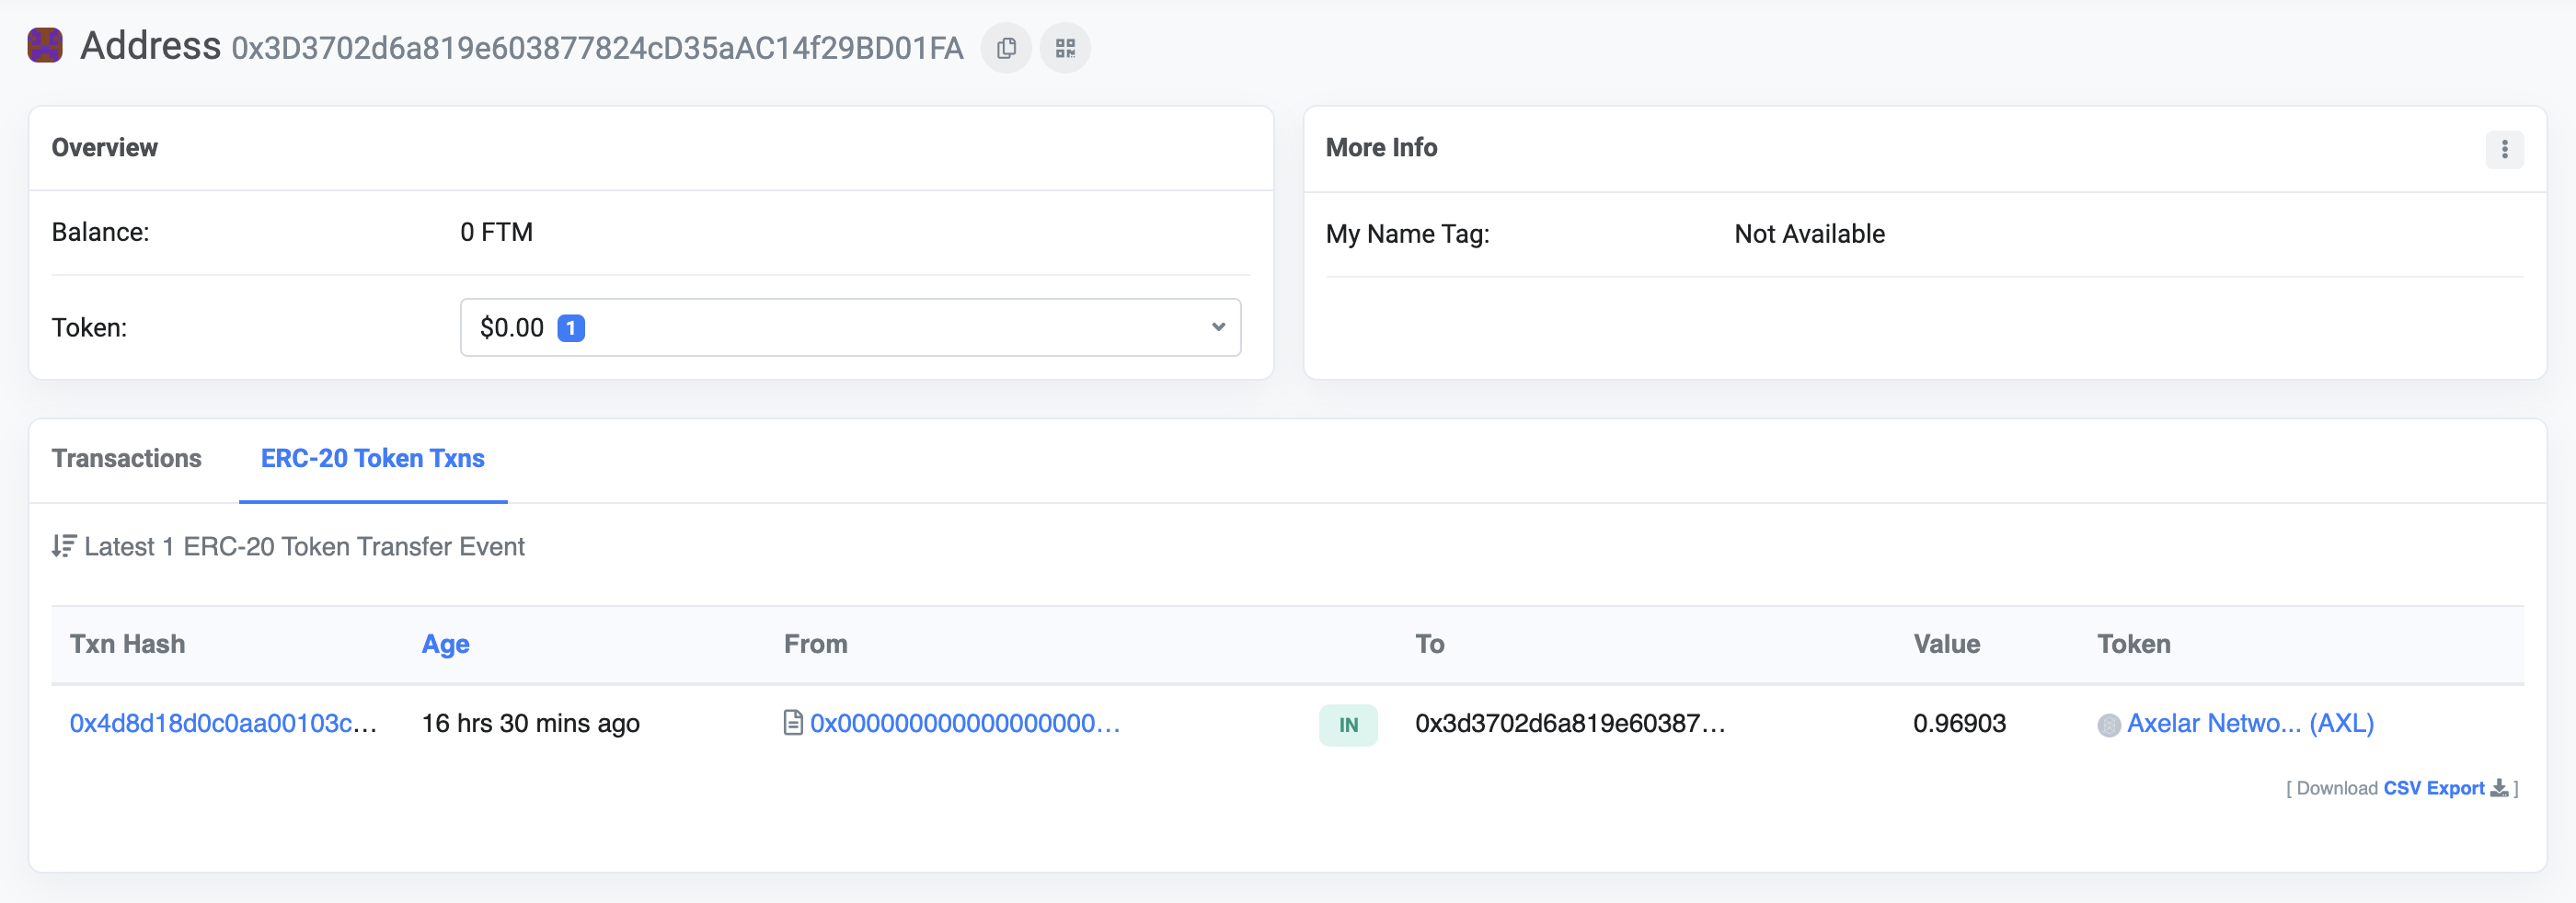 Address 0x3D3702d6a819e603877824cD35aAC14f29BD01FA
Overview
Balance: 0 FTM
Token: $0.00 1
More Info
My Name Tag: Not Available
Transactions ERC-20 Token Txns
Latest 1 ERC-20 Token Transfer Event
Txn Hash Age From To Value Token
0x4d8d18d0c0aa00103c... 16 hrs 30 mins ago 0x000000000000000000... IN 0x3d3702d6a819e60387... 0.96903 Axelar Netwo... (AXL)
[ Download CSV Export ]